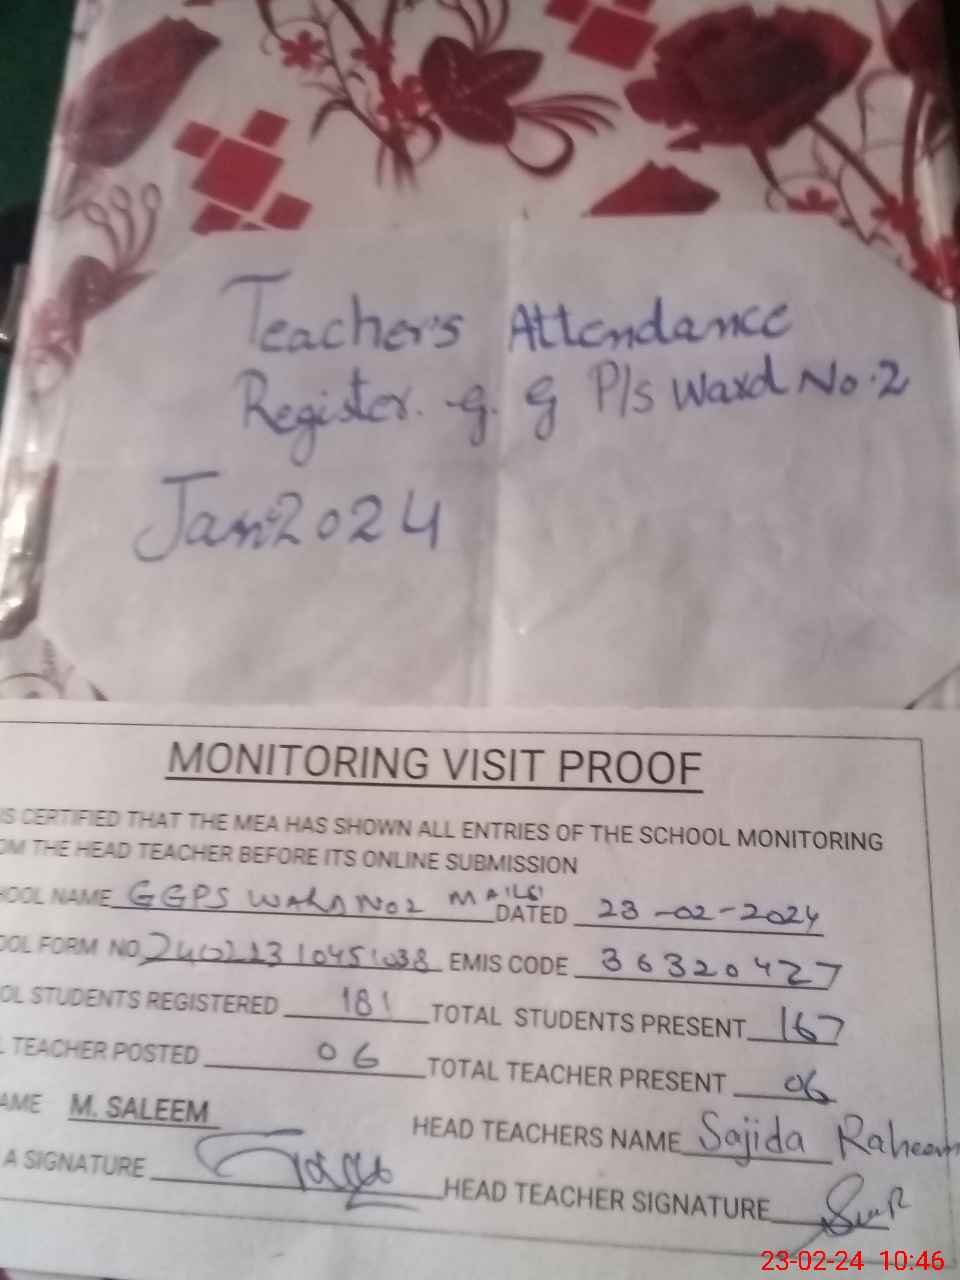 Teacher's Attendance
Register. G. G P/S Ward No.2
Jan-2024
MONITORING VISIT PROOF
IS CERTIFIED THAT THE MEA HAS SHOWN ALL ENTRIES OF THE SCHOOL MONITORING
OM THE HEAD TEACHER BEFORE ITS ONLINE SUBMISSION
HOOL NAME GGPS WARD NO2 DATED 23-02-2024
OOL FORM NO EMIS CODE 36320427
OL STUDENTS REGISTERED 181 TOTAL STUDENTS PRESENT 167
L TEACHER POSTED 06 TOTAL TEACHER PRESENT 06
AME M. SALEEM HEAD TEACHERS NAME Sajida Raheem
A SIGNATURE HEAD TEACHER SIGNATURE
23-02-24 10:46